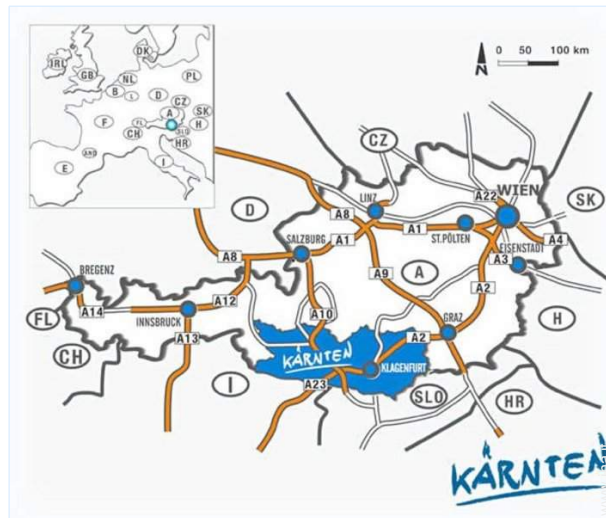 DK
IRL
GB
NL
PL
B
L
D
CZ
SK
F
A
H
FL
CH
SLO
HR
AND
E
I
0 50 100 km
N
CZ
A22
WIEN
SK
LINZ
D
A8
A1
ST.PÖLTEN
A4
EISENSTADT
A3
SALZBURG
A1
A8
BREGENZ
A9
A
A2
A12
A14
INNSBRUCK
A10
GRAZ
FL
A13
H
CH
KÄRNTEN
A2
KLAGENFURT
I
A23
SLO
HR
KÄRNTEN